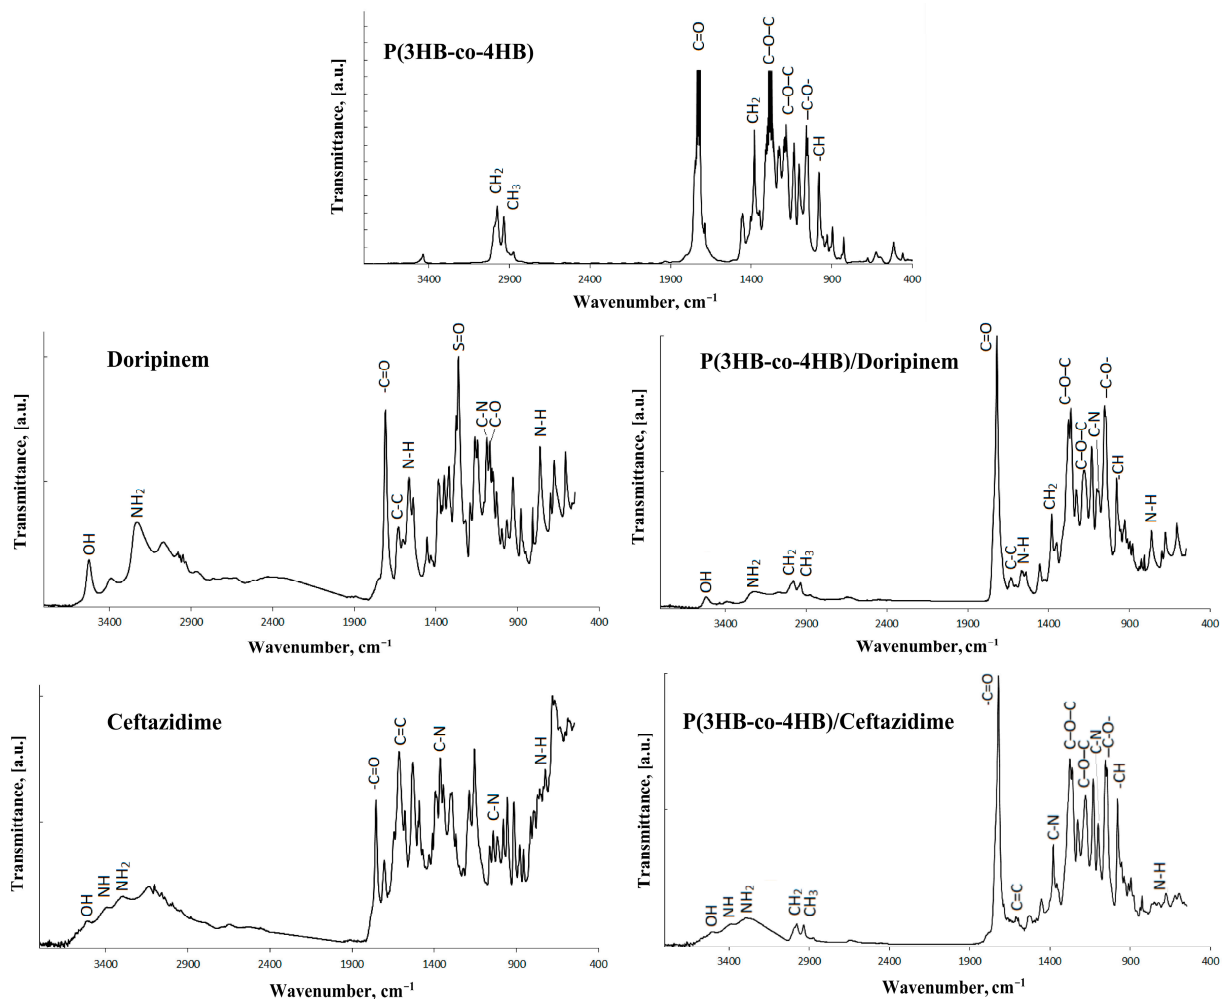 P(3HB-co-4HB)
Transmittance, [a.u.]
CH₂
CH₃
C=O
CH₂
C–O–C
C–O–C
–C-O-
-CH
3400 2900 2400 1900 1400 900 400
Wavenumber, cm⁻¹
Doripinem
Transmittance, [a.u.]
OH
NH₂
-C=O
C-C
N-H
S=O
C-N
C-O
N-H
3400 2900 2400 1900 1400 900 400
Wavenumber, cm⁻¹
P(3HB-co-4HB)/Doripinem
Transmittance, [a.u.]
OH
NH₂
CH₂
CH₃
C=O
C-C
N-H
CH₂
C–O–C
C–O–C
C-N
–C-O-
-CH
N-H
3400 2900 2400 1900 1400 900 400
Wavenumber, cm⁻¹
Ceftazidime
Transmittance, [a.u.]
OH
NH
NH₂
-C=O
C=C
C-N
C-N
N-H
3400 2900 2400 1900 1400 900 400
Wavenumber, cm⁻¹
P(3HB-co-4HB)/Ceftazidime
Transmittance, [a.u.]
OH
NH
NH₂
CH₂
CH₃
-C=O
C=C
C-N
C–O–C
C–O–C
C-N
–C-O-
-CH
N-H
3400 2900 2400 1900 1400 900 400
Wavenumber, cm⁻¹